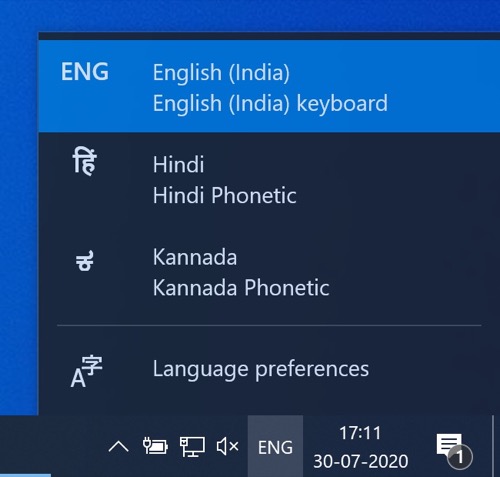 ENG English (India)
English (India) keyboard
हिं Hindi
Hindi Phonetic
ಕ Kannada
Kannada Phonetic
A字 Language preferences
ENG 17:11
30-07-2020 1